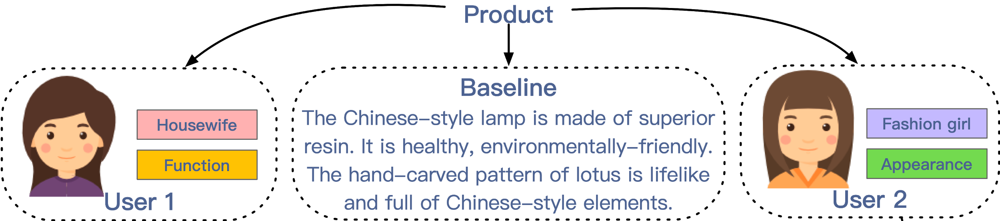 Product
Housewife
Function
User 1
Baseline
The Chinese-style lamp is made of superior
resin. It is healthy, environmentally-friendly.
The hand-carved pattern of lotus is lifelike
and full of Chinese-style elements.
Fashion girl
Appearance
User 2